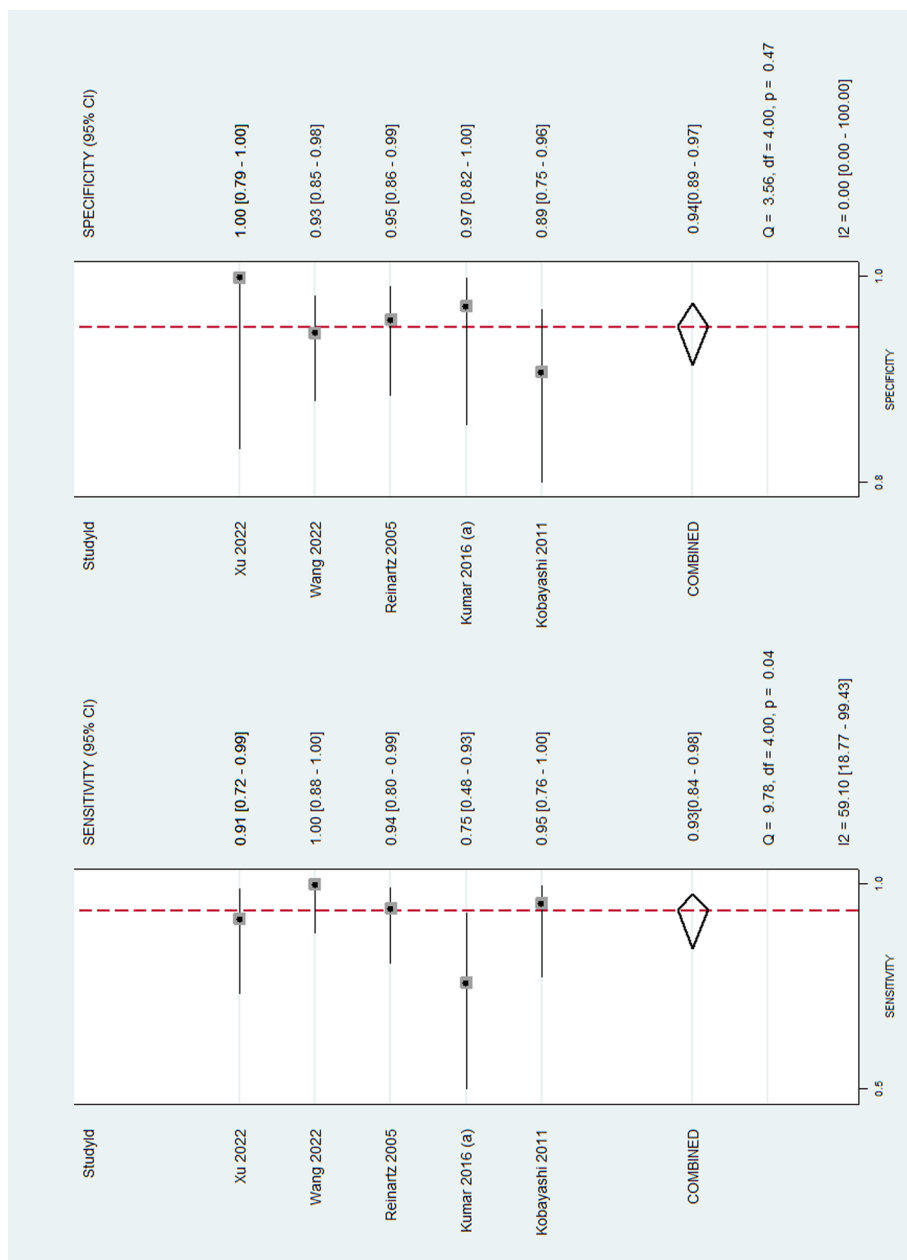 StudyId SENSITIVITY (95% CI)
Xu 2022 0.91 [0.72 - 0.99]
Wang 2022 1.00 [0.88 - 1.00]
Reinartz 2005 0.94 [0.80 - 0.99]
Kumar 2016 (a) 0.75 [0.48 - 0.93]
Kobayashi 2011 0.95 [0.76 - 1.00]
COMBINED 0.93[0.84 - 0.98]
Q = 9.78, df = 4.00, p = 0.04
I2 = 59.10 [18.77 - 99.43]
0.5 1.0
SENSITIVITY
StudyId SPECIFICITY (95% CI)
Xu 2022 1.00 [0.79 - 1.00]
Wang 2022 0.93 [0.85 - 0.98]
Reinartz 2005 0.95 [0.86 - 0.99]
Kumar 2016 (a) 0.97 [0.82 - 1.00]
Kobayashi 2011 0.89 [0.75 - 0.96]
COMBINED 0.94[0.89 - 0.97]
Q = 3.56, df = 4.00, p = 0.47
I2 = 0.00 [0.00 - 100.00]
0.8 1.0
SPECIFICITY